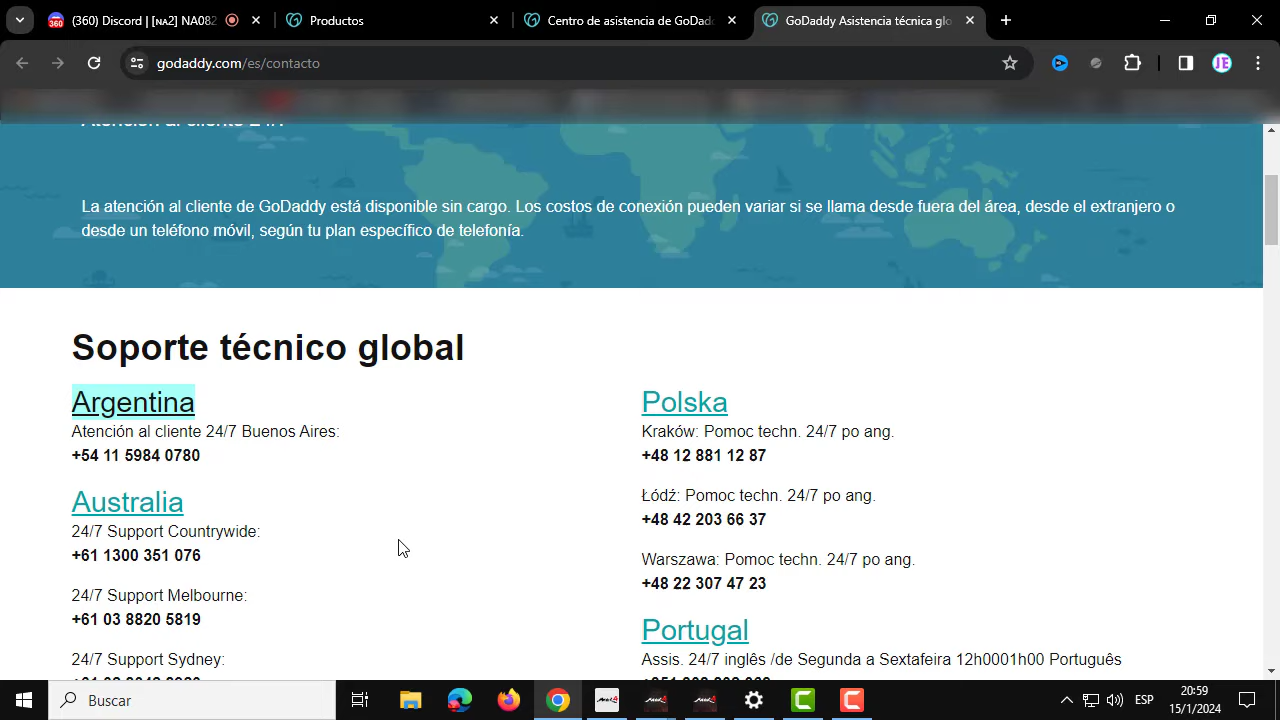 (360) Discord | [NA2] NA082
Productos
Centro de asistencia de GoDadd
GoDaddy Asistencia técnica glo
godaddy.com/es/contacto
JE
La atención al cliente de GoDaddy está disponible sin cargo. Los costos de conexión pueden variar si se llama desde fuera del área, desde el extranjero o
desde un teléfono móvil, según tu plan específico de telefonía.
Soporte técnico global
Argentina
Atención al cliente 24/7 Buenos Aires:
+54 11 5984 0780
Australia
24/7 Support Countrywide:
+61 1300 351 076
24/7 Support Melbourne:
+61 03 8820 5819
24/7 Support Sydney:
Polska
Kraków: Pomoc techn. 24/7 po ang.
+48 12 881 12 87
Łódź: Pomoc techn. 24/7 po ang.
+48 42 203 66 37
Warszawa: Pomoc techn. 24/7 po ang.
+48 22 307 47 23
Portugal
Assis. 24/7 inglês /de Segunda a Sextafeira 12h0001h00 Português
Buscar
ESP
20:59
15/1/2024